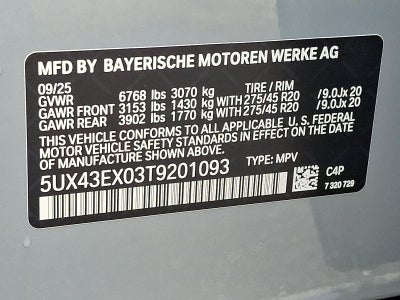 MFD BY BAYERISCHE MOTOREN WERKE AG
09/25 TIRE / RIM
GVWR 6768 lbs 3070 kg
GAWR FRONT 3153 lbs 1430 kg WITH 275/45 R20 /9.0Jx 20
GAWR REAR 3902 lbs 1770 kg WITH 275/45 R20 /9.0Jx 20
THIS VEHICLE CONFORMS TO ALL APPLICABLE U.S. FEDERAL
MOTOR VEHICLE SAFETY AND THEFT PREVENTION STANDARDS
IN EFFECT ON THE DATE OF MANUFACTURE SHOWN ABOVE.
5UX43EX03T9201093 TYPE: MPV
C4P
7 320 729